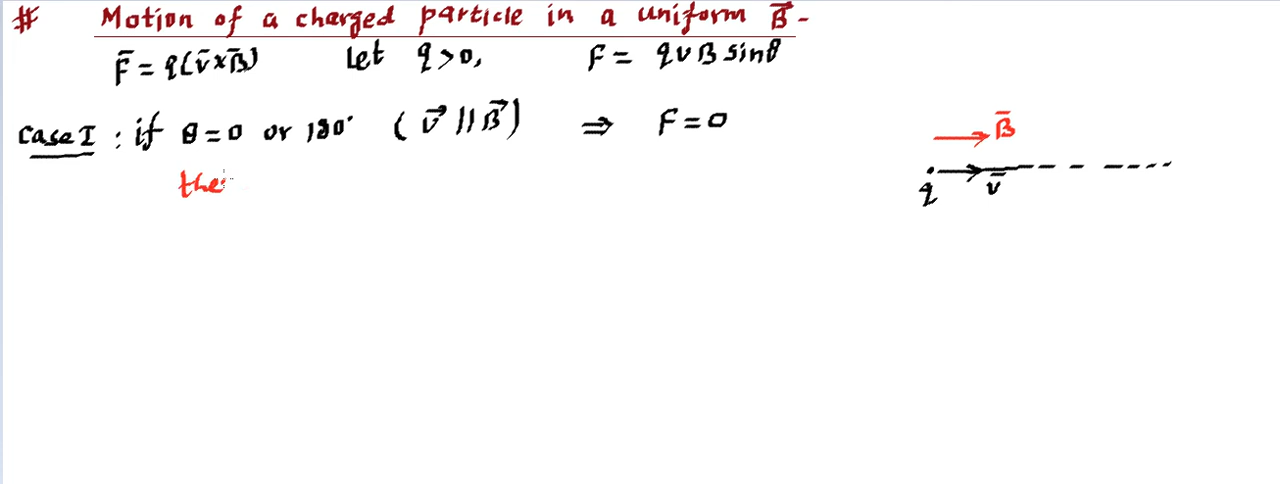 # Motion of a charged particle in a uniform B⃗ -
F̄ = q(v̄×B̄) Let q>0, F = qvB sinθ
Case I : if θ=0 or 180° ( v⃗ || B⃗ ) ⇒ F=0
B̄
q v̄
the